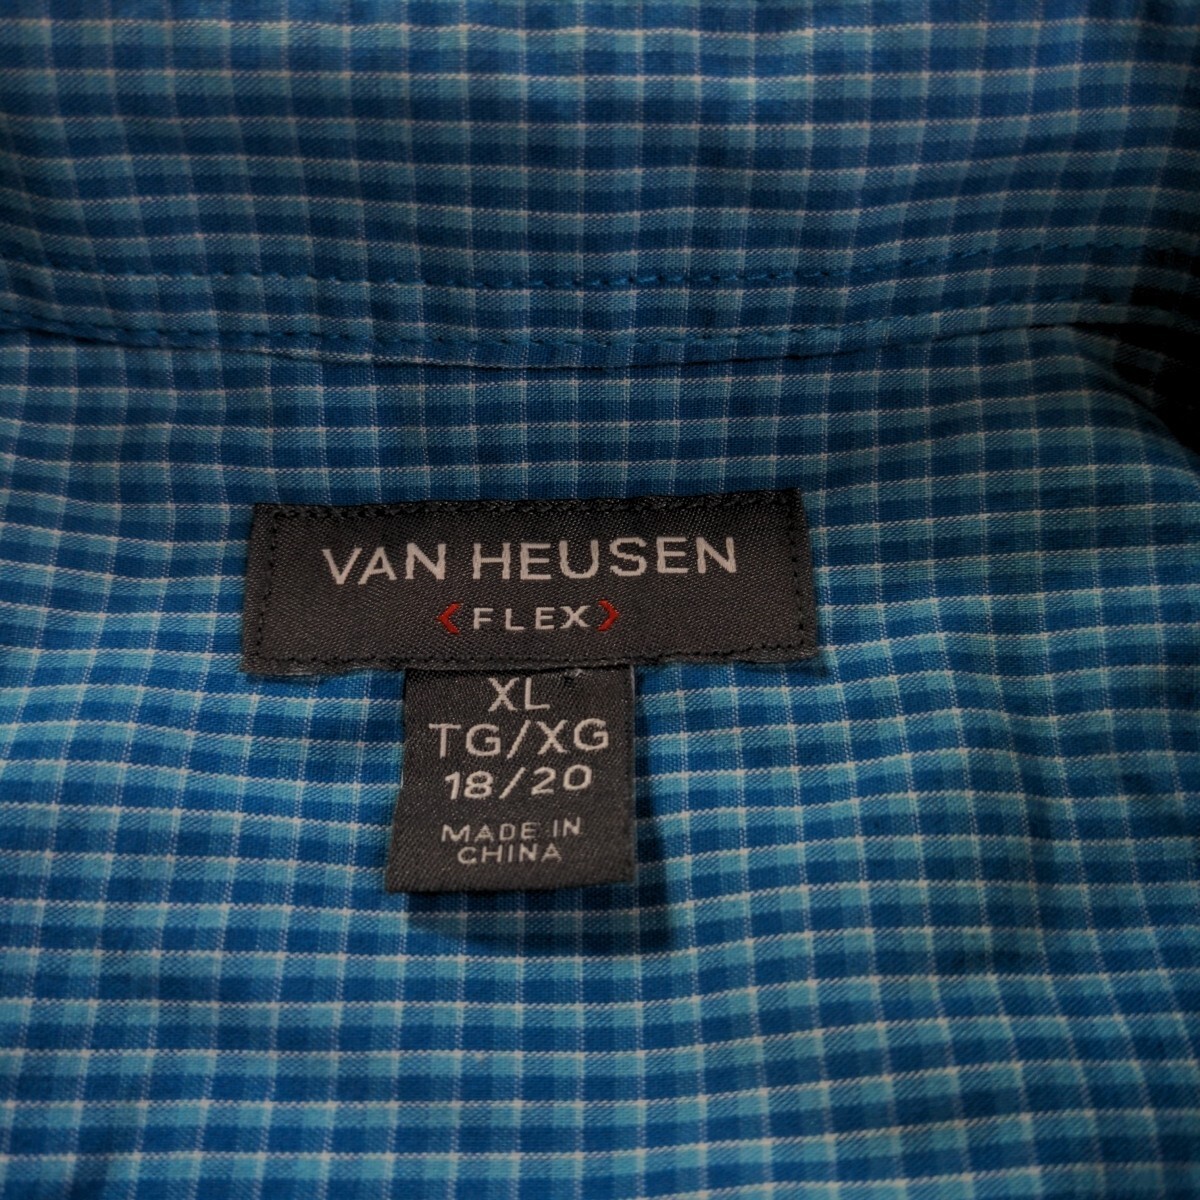 VAN HEUSEN
FLEX
XL
TG/XG
18/20
MADE IN
CHINA